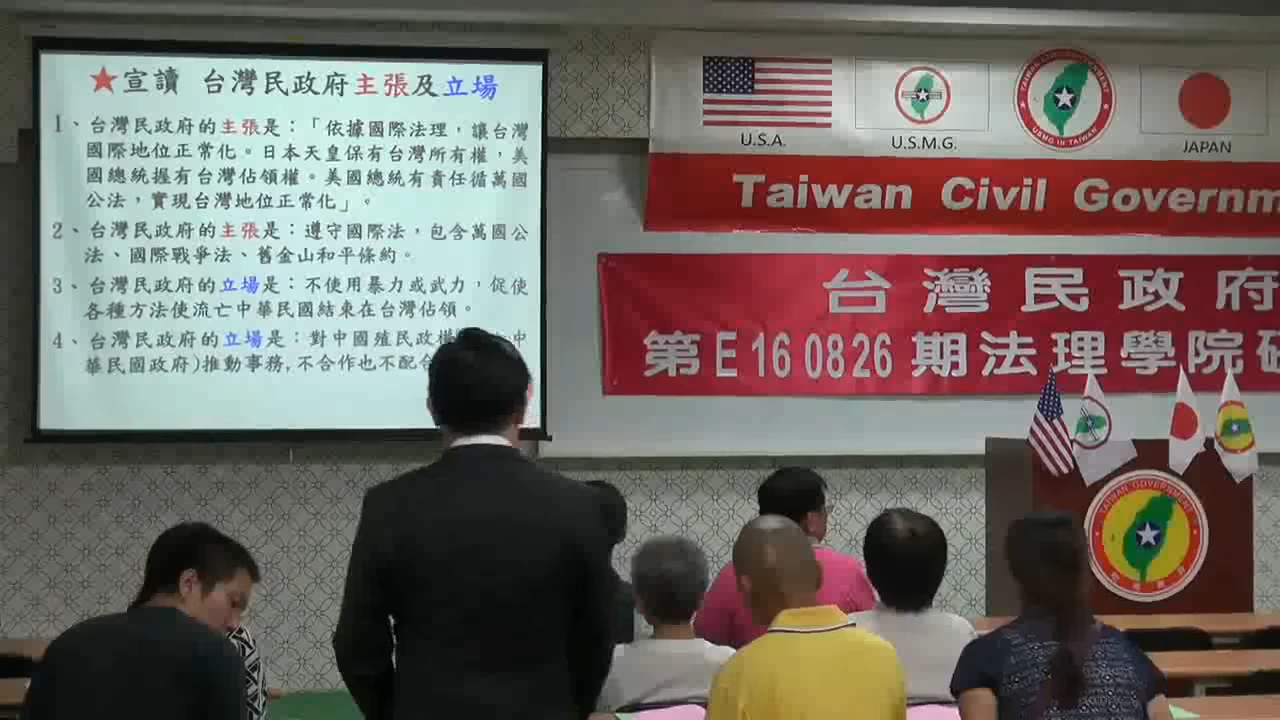 ★宣讀 台灣民政府主張及立場
1、台灣民政府的主張是：「依據國際法理，讓台灣
國際地位正常化。日本天皇保有台灣所有權，美
國總統握有台灣佔領權。美國總統有責任循萬國
公法，實現台灣地位正常化」。
2、台灣民政府的主張是：遵守國際法，包含萬國公
法、國際戰爭法、舊金山和平條約。
3、台灣民政府的立場是：不使用暴力或武力，促使
各種方法使流亡中華民國結束在台灣佔領。
4、台灣民政府的立場是：對中國殖民政權 中
華民國政府)推動事務,不合作也不配合
U.S.A.
U.S.M.G.
TAIWAN CIVIL GOVERNMENT
USMG in TAIWAN
JAPAN
Taiwan Civil Governm
台灣民政府
第E160826期法理學院研
TAIWAN GOVERNMENT